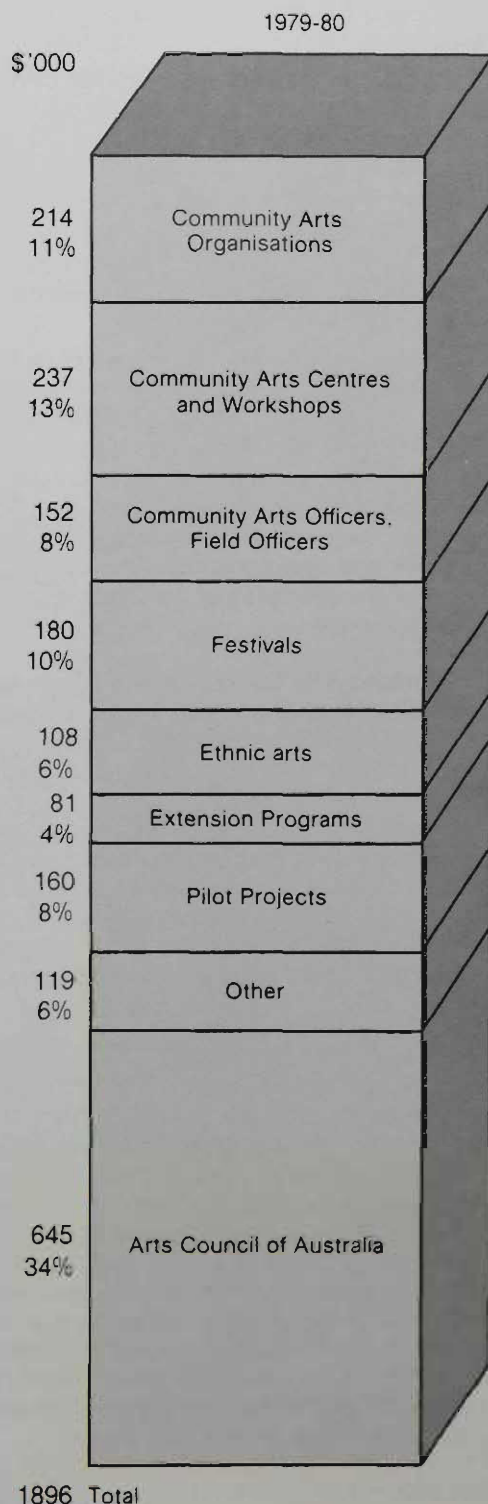 1979-80
$'000
214
11%
Community Arts
Organisations
237
13%
Community Arts Centres
and Workshops
152
8%
Community Arts Officers,
Field Officers
180
10%
Festivals
108
6%
Ethnic arts
81
4%
Extension Programs
160
8%
Pilot Projects
119
6%
Other
645
34%
Arts Council of Australia
1896 Total